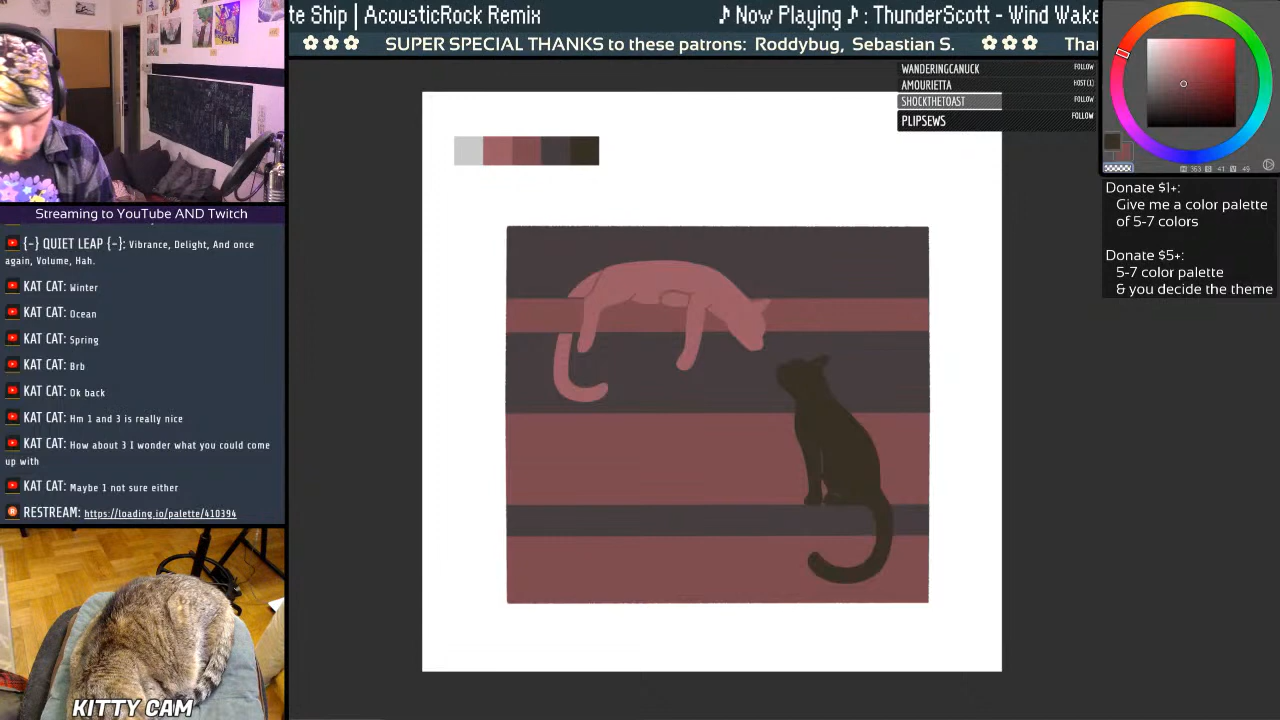 te Ship | AcousticRock Remix
♪ Now Playing ♪ : ThunderScott - Wind Wake
✿ ✿ ✿ SUPER SPECIAL THANKS to these patrons: Roddybug, Sebastian S. ✿ ✿ ✿ Than
WANDERINGCANUCK FOLLOW
AMOURIETTA HOST(1)
SHOCKTHETOAST FOLLOW
PLIPSEWS FOLLOW
H 353 S 41 V 49
Donate $1+:
Give me a color palette
of 5-7 colors
Donate $5+:
5-7 color palette
& you decide the theme
Streaming to YouTube AND Twitch
{-} QUIET LEAP {-}: Vibrance, Delight, And once
again, Volume, Hah.
KAT CAT: Winter
KAT CAT: Ocean
KAT CAT: Spring
KAT CAT: Brb
KAT CAT: Ok back
KAT CAT: Hm 1 and 3 is really nice
KAT CAT: How about 3 I wonder what you could come
up with
KAT CAT: Maybe 1 not sure either
RESTREAM: https://loading.io/palette/410394
KITTY CAM